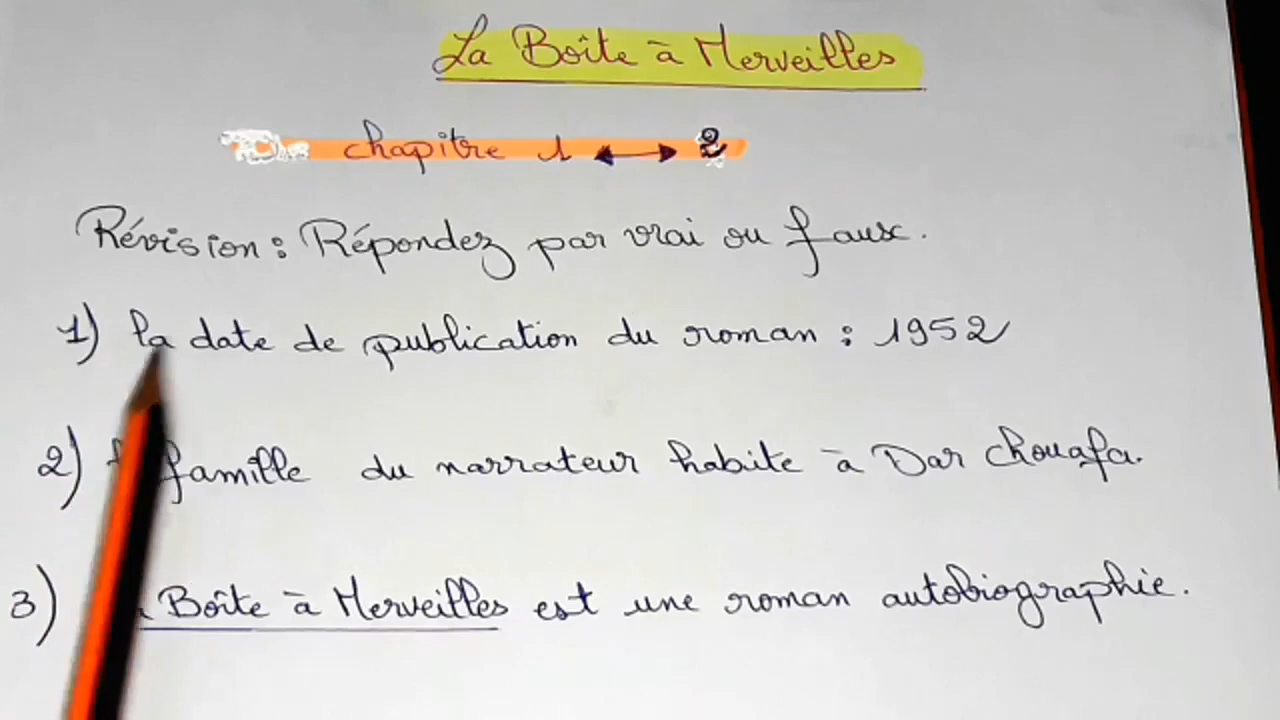 La Boîte à Merveilles
chapitre 1 ↔ 2
Révision: Répondez par vrai ou faux.
1) la date de publication du roman : 1952
2) famille du narrateur habite à Dar Chouafa.
3) Boîte à Merveilles est une roman autobiographie.